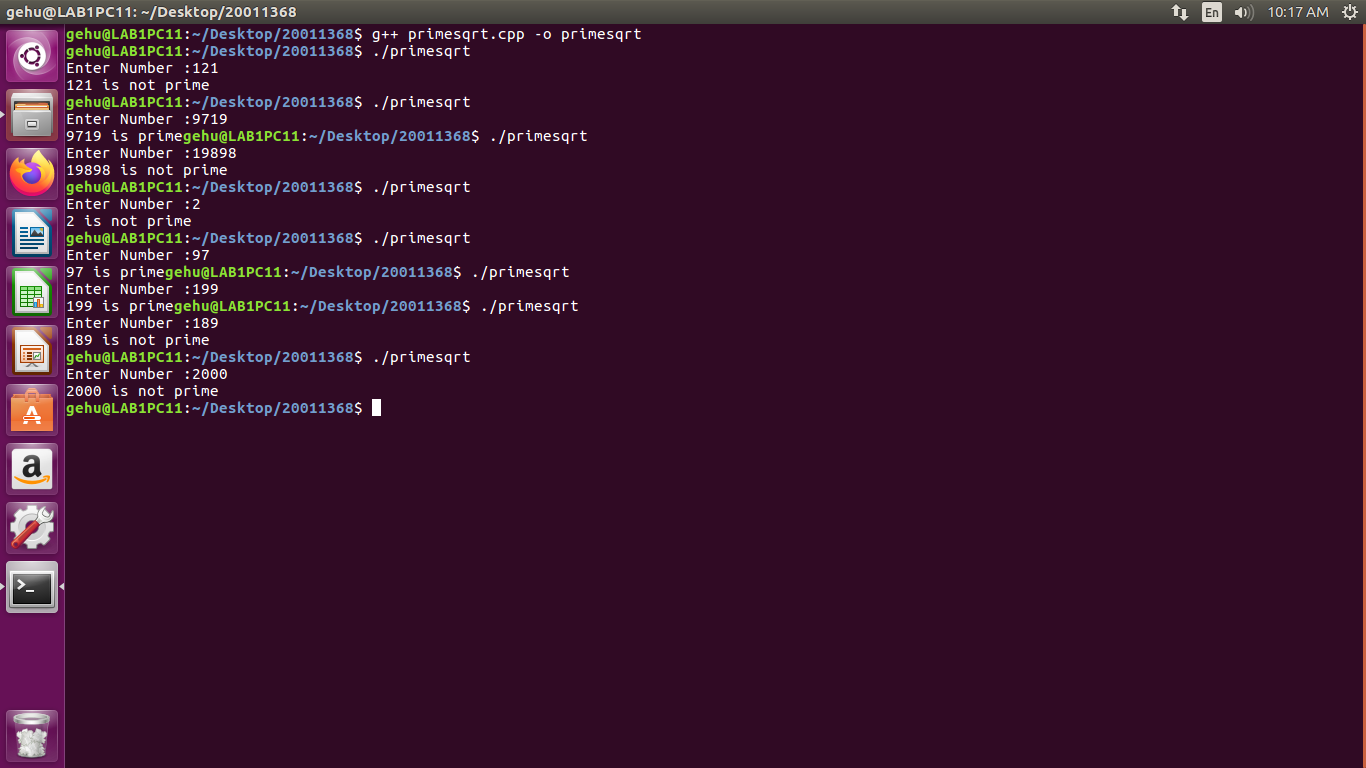 gehu@LAB1PC11: ~/Desktop/20011368
En
10:17 AM
gehu@LAB1PC11:~/Desktop/20011368$ g++ primesqrt.cpp -o primesqrt
gehu@LAB1PC11:~/Desktop/20011368$ ./primesqrt
Enter Number :121
121 is not prime
gehu@LAB1PC11:~/Desktop/20011368$ ./primesqrt
Enter Number :9719
9719 is primegehu@LAB1PC11:~/Desktop/20011368$ ./primesqrt
Enter Number :19898
19898 is not prime
gehu@LAB1PC11:~/Desktop/20011368$ ./primesqrt
Enter Number :2
2 is not prime
gehu@LAB1PC11:~/Desktop/20011368$ ./primesqrt
Enter Number :97
97 is primegehu@LAB1PC11:~/Desktop/20011368$ ./primesqrt
Enter Number :199
199 is primegehu@LAB1PC11:~/Desktop/20011368$ ./primesqrt
Enter Number :189
189 is not prime
gehu@LAB1PC11:~/Desktop/20011368$ ./primesqrt
Enter Number :2000
2000 is not prime
gehu@LAB1PC11:~/Desktop/20011368$